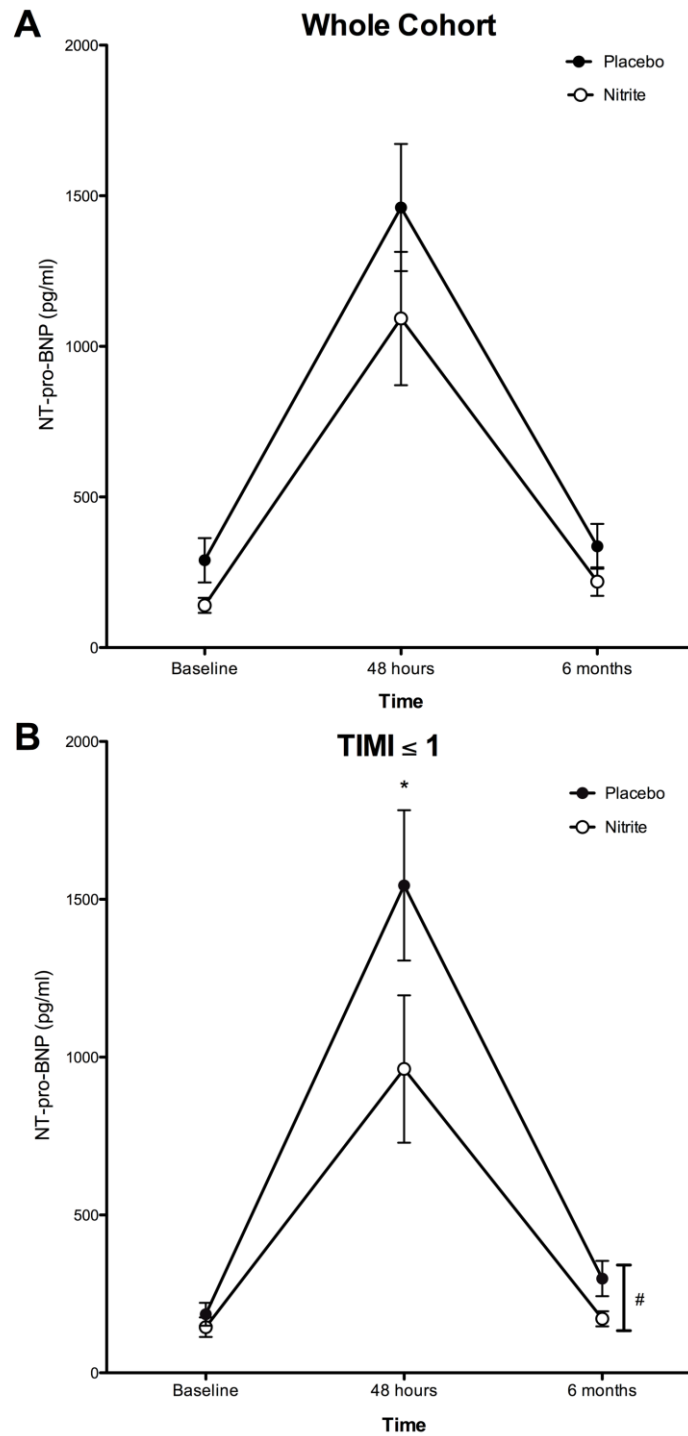 A
Whole Cohort
2000
Placebo
Nitrite
1500
1000
500
0
NT-pro-BNP (pg/ml)
Baseline
48 hours
6 months
Time
B
TIMI ≤ 1
2000
*
Placebo
Nitrite
1500
1000
500
0
NT-pro-BNP (pg/ml)
#
Baseline
48 hours
6 months
Time